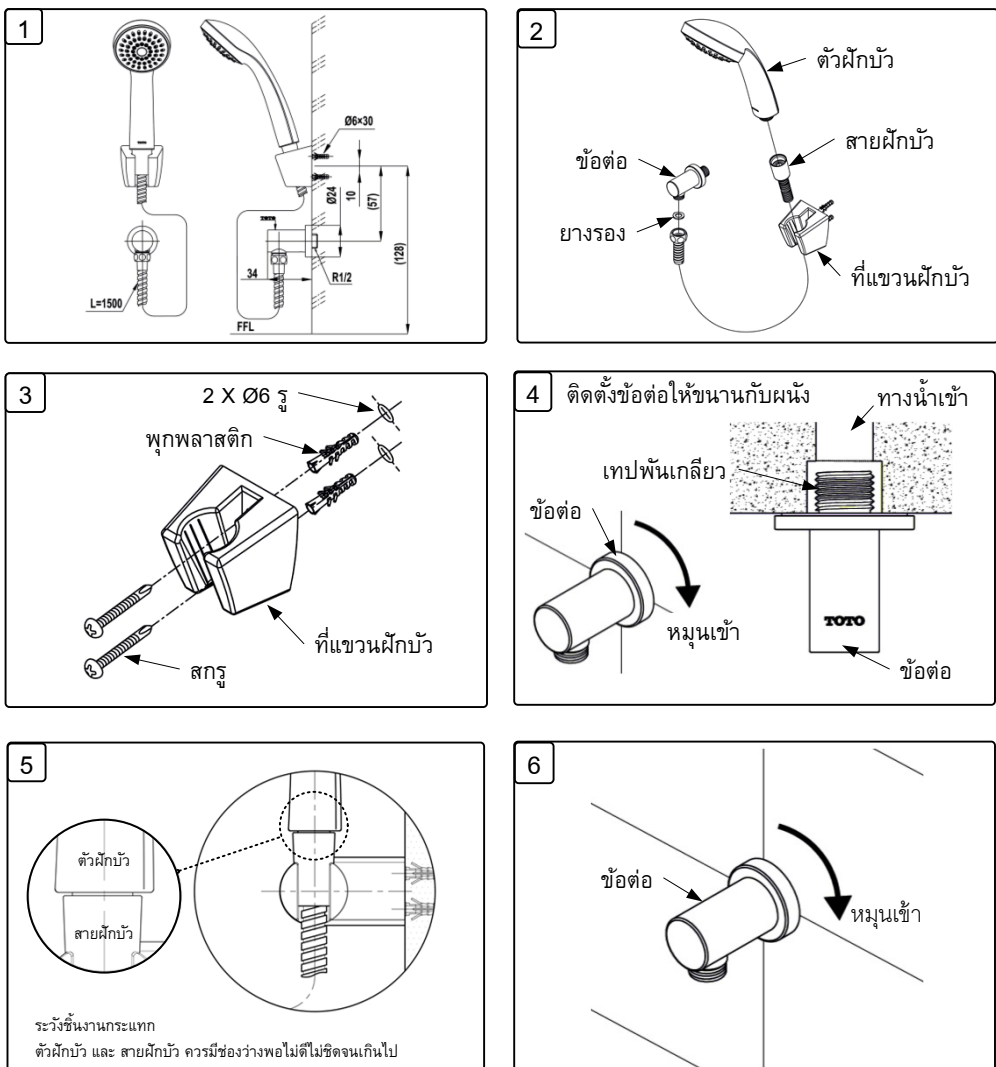 1
TOTO
Ø6×30
Ø24
10
(57)
(128)
TOTO
34
R1/2
L=1500
FFL
2
ตัวฝักบัว
สายฝักบัว
ข้อต่อ
ยางรอง
ที่แขวนฝักบัว
3
2 X Ø6 รู
พุกพลาสติก
ที่แขวนฝักบัว
สกรู
4
ติดตั้งข้อต่อให้ขนานกับผนัง
ทางน้ำเข้า
เทปพันเกลียว
ข้อต่อ
หมุนเข้า
TOTO
ข้อต่อ
5
ตัวฝักบัว
สายฝักบัว
ระวังชิ้นงานกระแทก
ตัวฝักบัว และ สายฝักบัว ควรมีช่องว่างพอไม่ดีไม่ชิดจนเกินไป
6
ข้อต่อ
หมุนเข้า